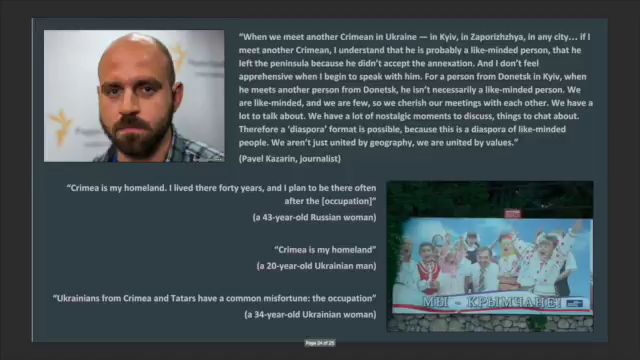 "When we meet another Crimean in Ukraine — in Kyiv, in Zaporizhzhya, in any city… if I
meet another Crimean, I understand that he is probably a like-minded person, that he
left the peninsula because he didn't accept the annexation. And I don't feel
apprehensive when I begin to speak with him. For a person from Donetsk in Kyiv, when
he meets another person from Donetsk, he isn't necessarily a like-minded person. We
are like-minded, and we are few, so we cherish our meetings with each other. We have a
lot to talk about. We have a lot of nostalgic moments to discuss, things to chat about.
Therefore a 'diaspora' format is possible, because this is a diaspora of like-minded
people. We aren't just united by geography, we are united by values."
(Pavel Kazarin, journalist)
"Crimea is my homeland. I lived there forty years, and I plan to be there often
after the [occupation]"
(a 43-year-old Russian woman)
"Crimea is my homeland"
(a 20-year-old Ukrainian man)
"Ukrainians from Crimea and Tatars have a common misfortune: the occupation"
(a 34-year-old Ukrainian woman)
МЫ - КРЫМЧАНЕ!
Page 24 of 25